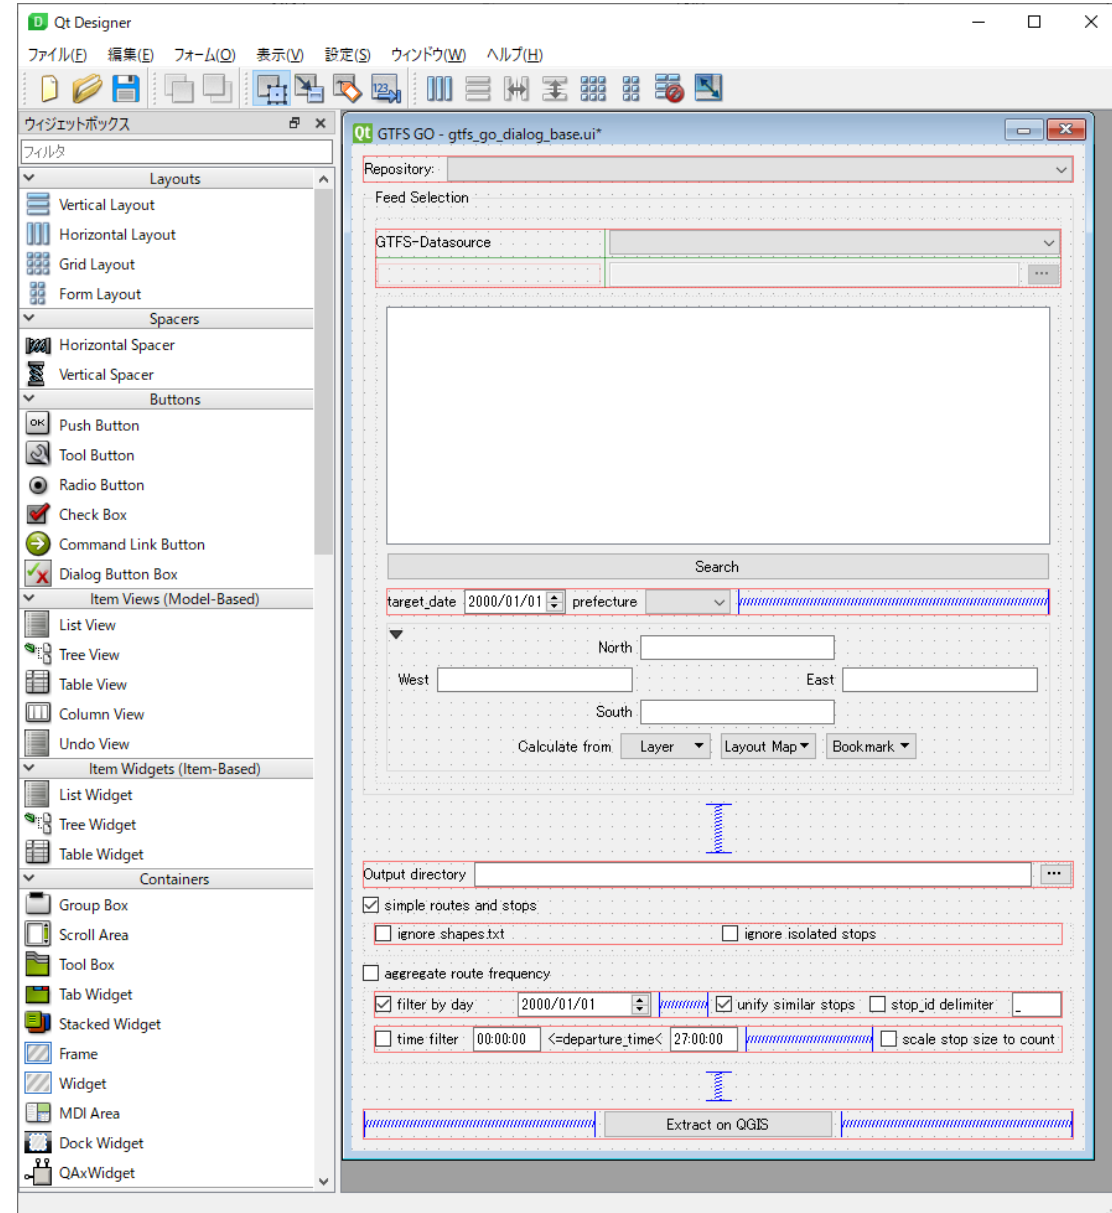 Qt Designer
ファイル(F) 編集(E) フォーム(O) 表示(V) 設定(S) ウィンドウ(W) ヘルプ(H)
ウィジェットボックス
フィルタ
Layouts
Vertical Layout
Horizontal Layout
Grid Layout
Form Layout
Spacers
Horizontal Spacer
Vertical Spacer
Buttons
Push Button
Tool Button
Radio Button
Check Box
Command Link Button
Dialog Button Box
Item Views (Model-Based)
List View
Tree View
Table View
Column View
Undo View
Item Widgets (Item-Based)
List Widget
Tree Widget
Table Widget
Containers
Group Box
Scroll Area
Tool Box
Tab Widget
Stacked Widget
Frame
Widget
MDI Area
Dock Widget
QAxWidget
GTFS GO - gtfs_go_dialog_base.ui*
Repository:
Feed Selection
GTFS-Datasource
...
Search
target_date 2000/01/01 prefecture
North
West East
South
Calculate from Layer Layout Map Bookmark
Output directory ...
simple routes and stops
ignore shapes.txt ignore isolated stops
aggregate route frequency
filter by day 2000/01/01 unify similar stops stop_id delimiter _
time filter 00:00:00 <=departure_time< 27:00:00 scale stop size to count
Extract on QGIS